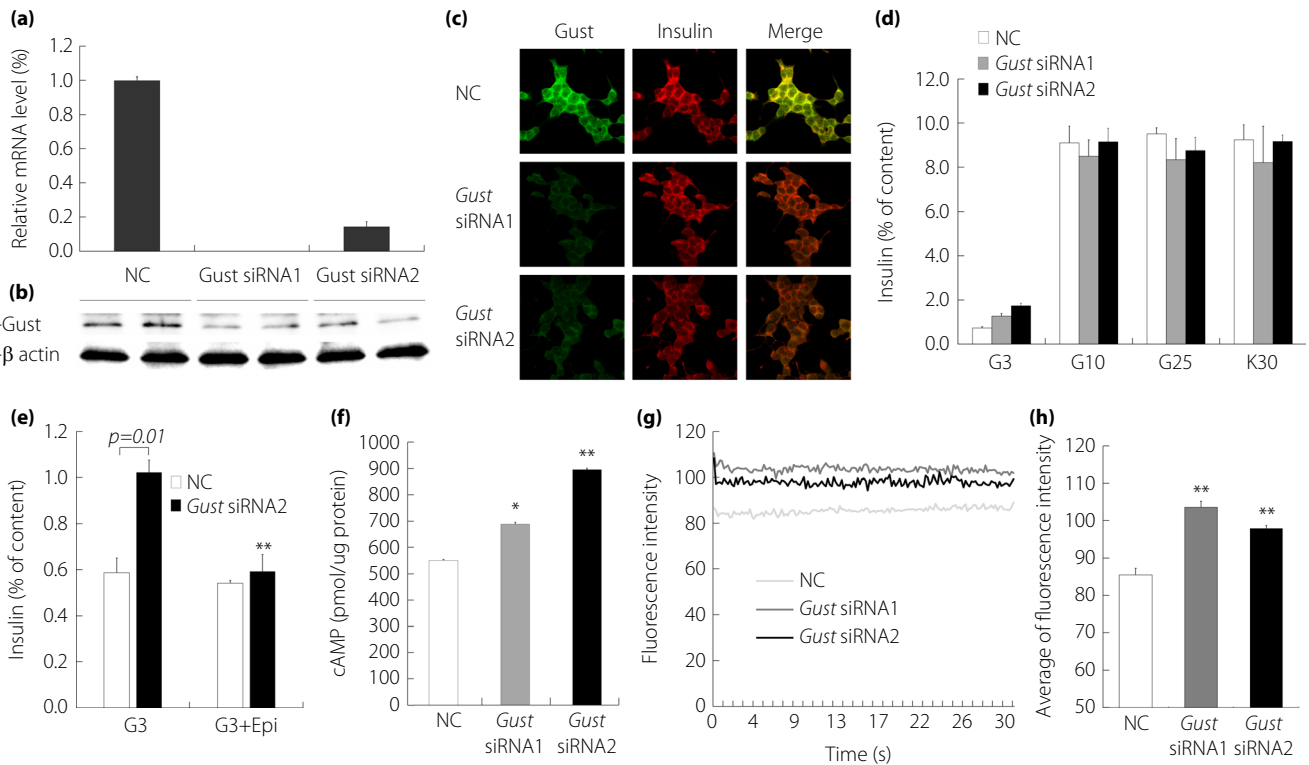 (a)
Relative mRNA level (%)
1.2
1.0
0.8
0.6
0.4
0.2
0.0
NC Gust siRNA1 Gust siRNA2
(b)
-Gust
-β actin
(c)
Gust Insulin Merge
NC
Gust
siRNA1
Gust
siRNA2
(d)
NC
Gust siRNA1
Gust siRNA2
Insulin (% of content)
12.0
10.0
8.0
6.0
4.0
2.0
0.0
G3 G10 G25 K30
(e)
Insulin (% of content)
1.2
1.0
0.8
0.6
0.4
0.2
0.0
p=0.01
NC
Gust siRNA2
**
G3 G3+Epi
(f)
cAMP (pmol/ug protein)
1000
900
800
700
600
500
400
300
200
100
0
*
**
NC Gust Gust
siRNA1 siRNA2
(g)
Fluorescence intensity
120
100
80
60
40
20
0
NC
Gust siRNA1
Gust siRNA2
0 4 9 13 17 22 26 30
Time (s)
(h)
Average of fluorescence intensity
120
110
100
90
80
70
60
50
**
**
NC Gust Gust
siRNA1 siRNA2